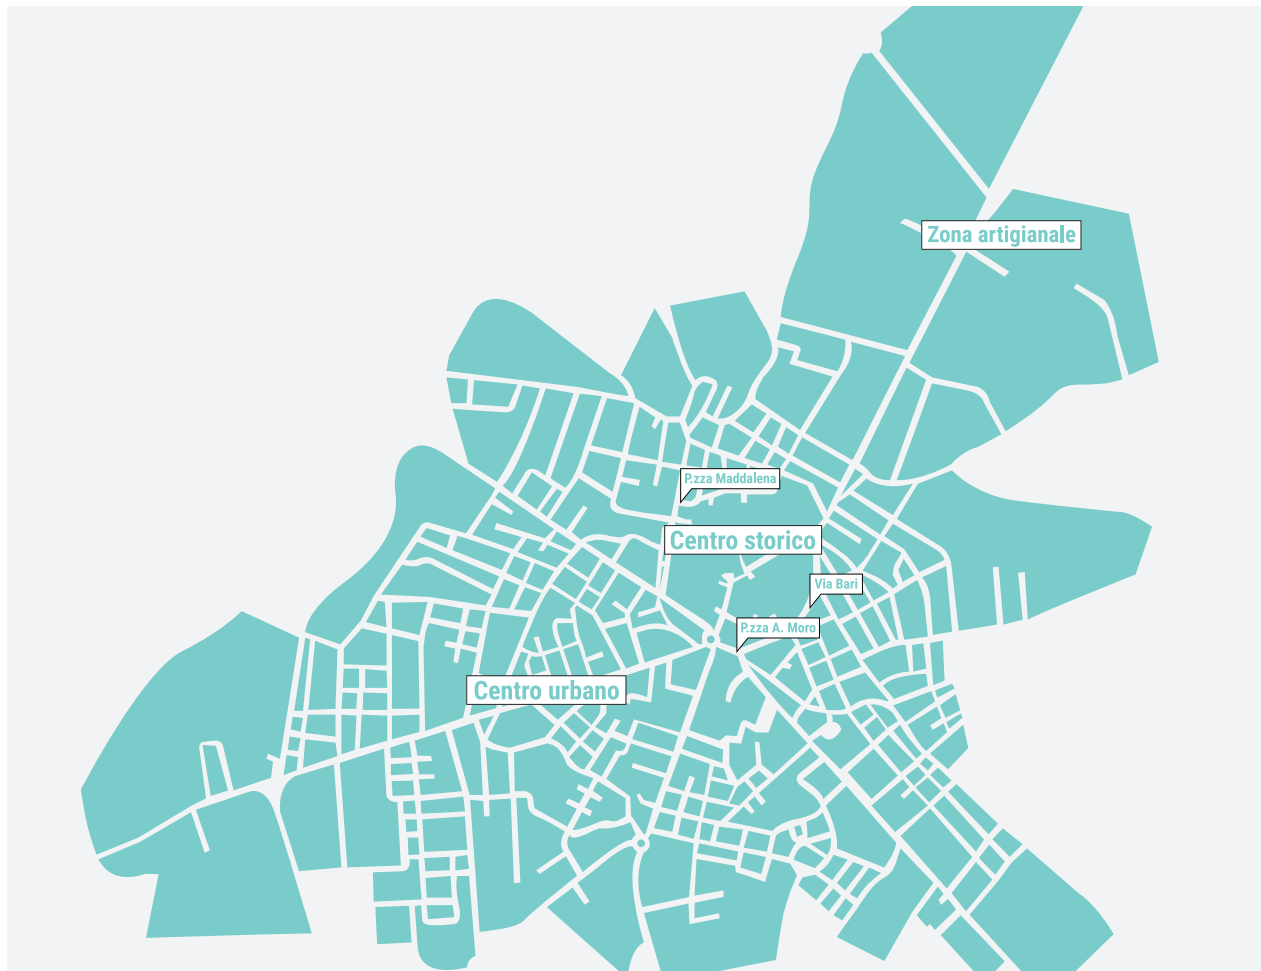 Zona artigianale
P.zza Maddalena
Centro storico
Via Bari
P.zza A. Moro
Centro urbano